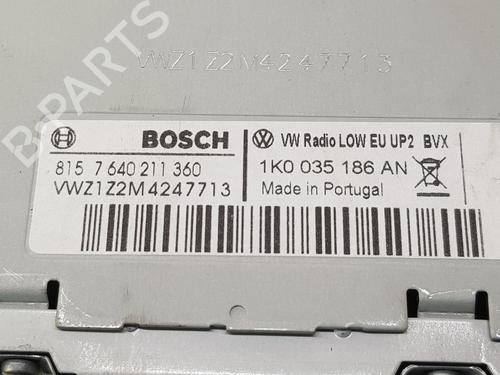 VWZ1Z2M4247713
B-PARTS
BOSCH
VW Radio LOW EU UP2 BVX
815 7 640 211 360
1K0 035 186 AN
VWZ1Z2M4247713
Made in Portugal